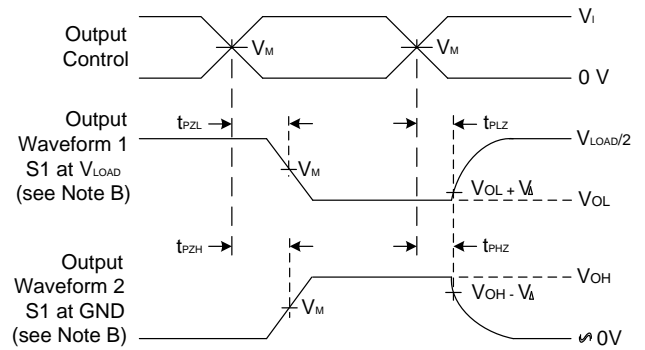 Output
Control
VM
VM
VI
0 V
Output
Waveform 1
S1 at VLOAD
(see Note B)
tPZL
VM
tPLZ
VOL + VΔ
VLOAD/2
VOL
Output
Waveform 2
S1 at GND
(see Note B)
tPZH
VM
tPHZ
VOH - VΔ
VOH
≈ 0V